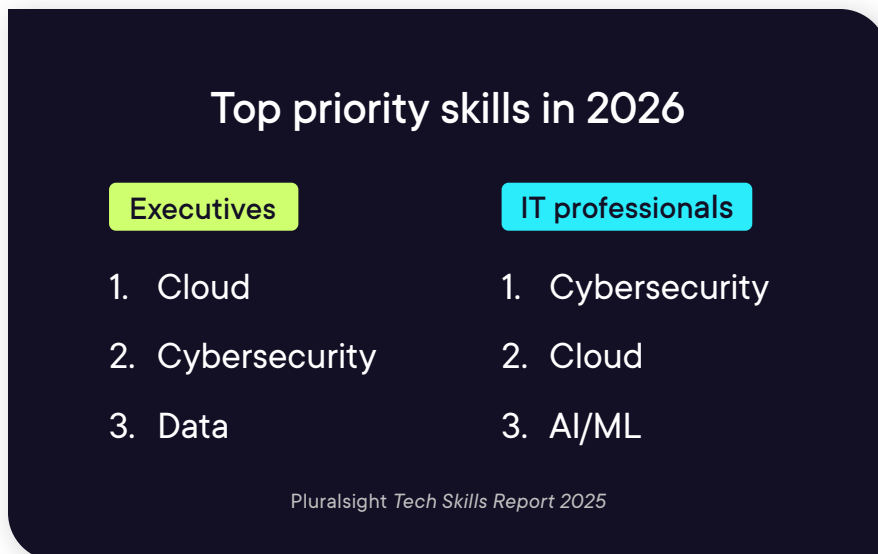 Top priority skills in 2026
Executives
1. Cloud
2. Cybersecurity
3. Data
IT professionals
1. Cybersecurity
2. Cloud
3. AI/ML
Pluralsight Tech Skills Report 2025